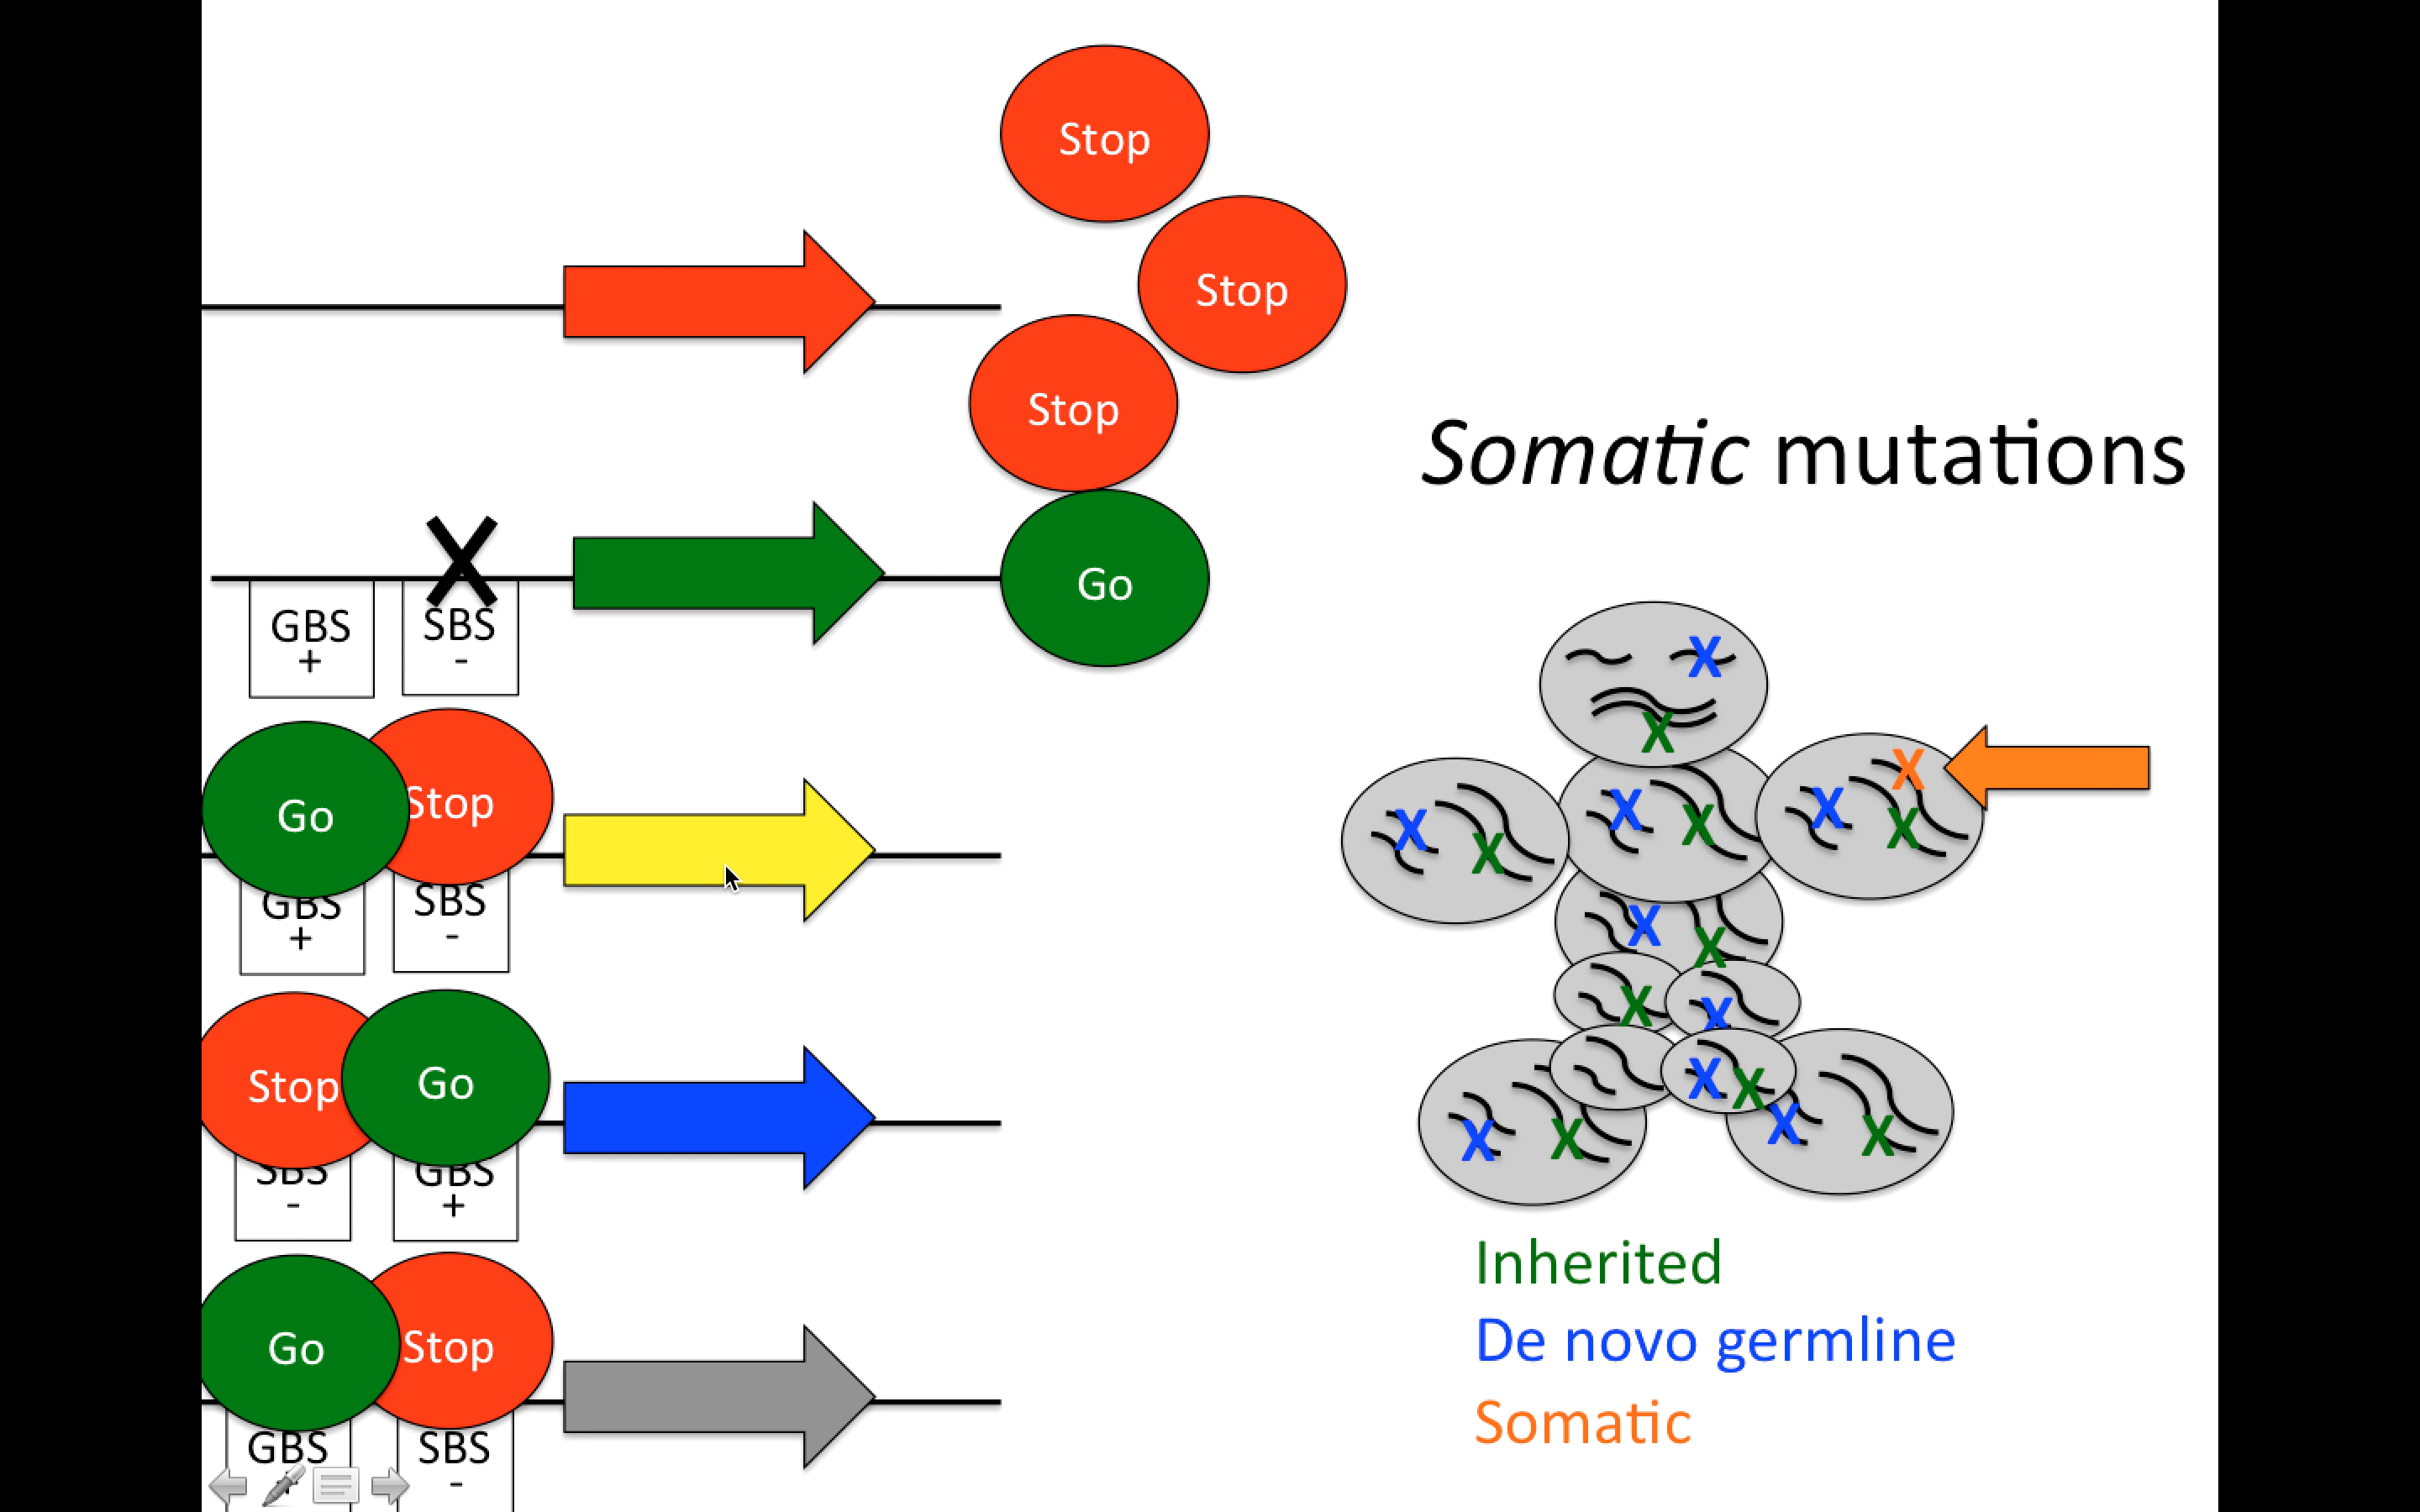 Stop
Stop
Stop
Somatic mutations
Go
GBS
+
SBS
-
Go
Stop
GBS
+
SBS
-
Stop
Go
SBS
-
GBS
+
Go
Stop
GBS
SBS
-
Inherited
De novo germline
Somatic